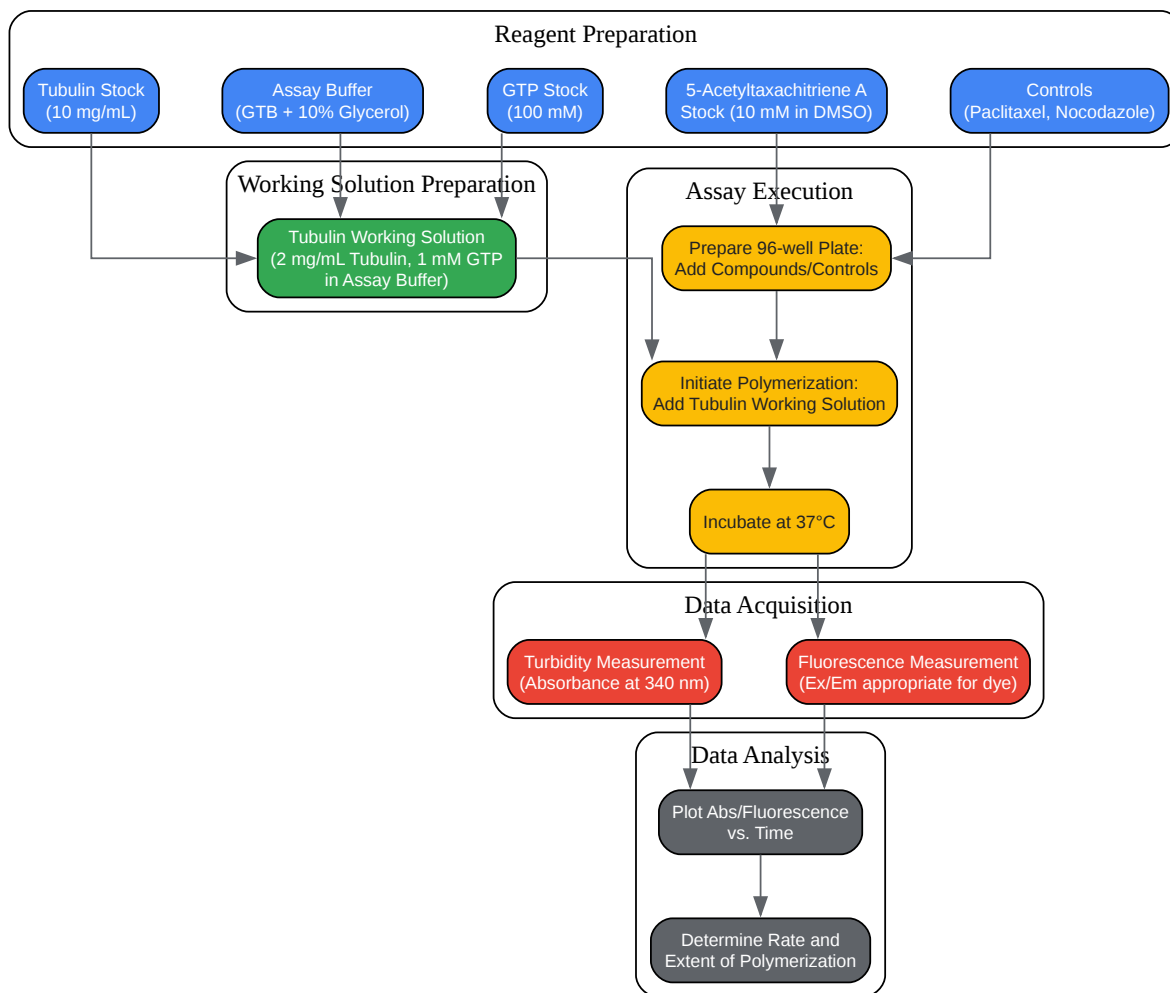 Reagent Preparation
Tubulin Stock
(10 mg/mL)
Assay Buffer
(GTB + 10% Glycerol)
GTP Stock
(100 mM)
5-Acetyltaxachitriene A
Stock (10 mM in DMSO)
Controls
(Paclitaxel, Nocodazole)
Working Solution Preparation
Tubulin Working Solution
(2 mg/mL Tubulin, 1 mM GTP
in Assay Buffer)
Assay Execution
Prepare 96-well Plate:
Add Compounds/Controls
Initiate Polymerization:
Add Tubulin Working Solution
Incubate at 37°C
Data Acquisition
Turbidity Measurement
(Absorbance at 340 nm)
Fluorescence Measurement
(Ex/Em appropriate for dye)
Data Analysis
Plot Abs/Fluorescence
vs. Time
Determine Rate and
Extent of Polymerization